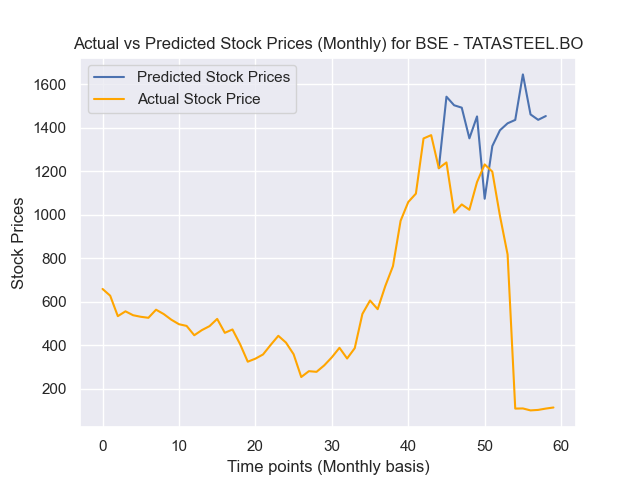 Actual vs Predicted Stock Prices (Monthly) for BSE - TATASTEEL.BO
Predicted Stock Prices
Actual Stock Price
Stock Prices
1600
1400
1200
1000
800
600
400
200
0 10 20 30 40 50 60
Time points (Monthly basis)